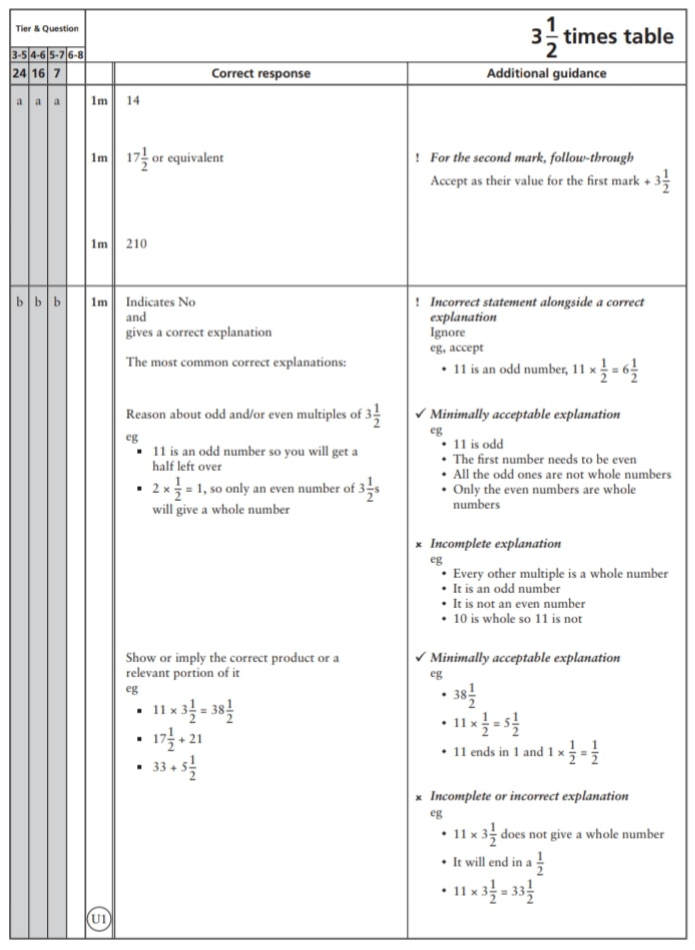 Tier & Question
3-5 4-6 5-7 6-8
3 1/2 times table
24 16 7
Correct response
Additional guidance
a a a 1m 14
1m 17 1/2 or equivalent
! For the second mark, follow-through
Accept as their value for the first mark + 3 1/2
1m 210
b b b 1m Indicates No
and
gives a correct explanation
The most common correct explanations:
! Incorrect statement alongside a correct
explanation
Ignore
eg, accept
• 11 is an odd number, 11 × 1/2 = 6 1/2
Reason about odd and/or even multiples of 3 1/2
eg
▪ 11 is an odd number so you will get a
half left over
▪ 2 × 1/2 = 1, so only an even number of 3 1/2s
will give a whole number
✓ Minimally acceptable explanation
eg
• 11 is odd
• The first number needs to be even
• All the odd ones are not whole numbers
• Only the even numbers are whole
numbers
× Incomplete explanation
eg
• Every other multiple is a whole number
• It is an odd number
• It is not an even number
• 10 is whole so 11 is not
Show or imply the correct product or a
relevant portion of it
eg
▪ 11 × 3 1/2 = 38 1/2
▪ 17 1/2 + 21
▪ 33 + 5 1/2
✓ Minimally acceptable explanation
eg
• 38 1/2
• 11 × 1/2 = 5 1/2
• 11 ends in 1 and 1 × 1/2 = 1/2
× Incomplete or incorrect explanation
eg
• 11 × 3 1/2 does not give a whole number
• It will end in a 1/2
• 11 × 3 1/2 = 33 1/2
U1